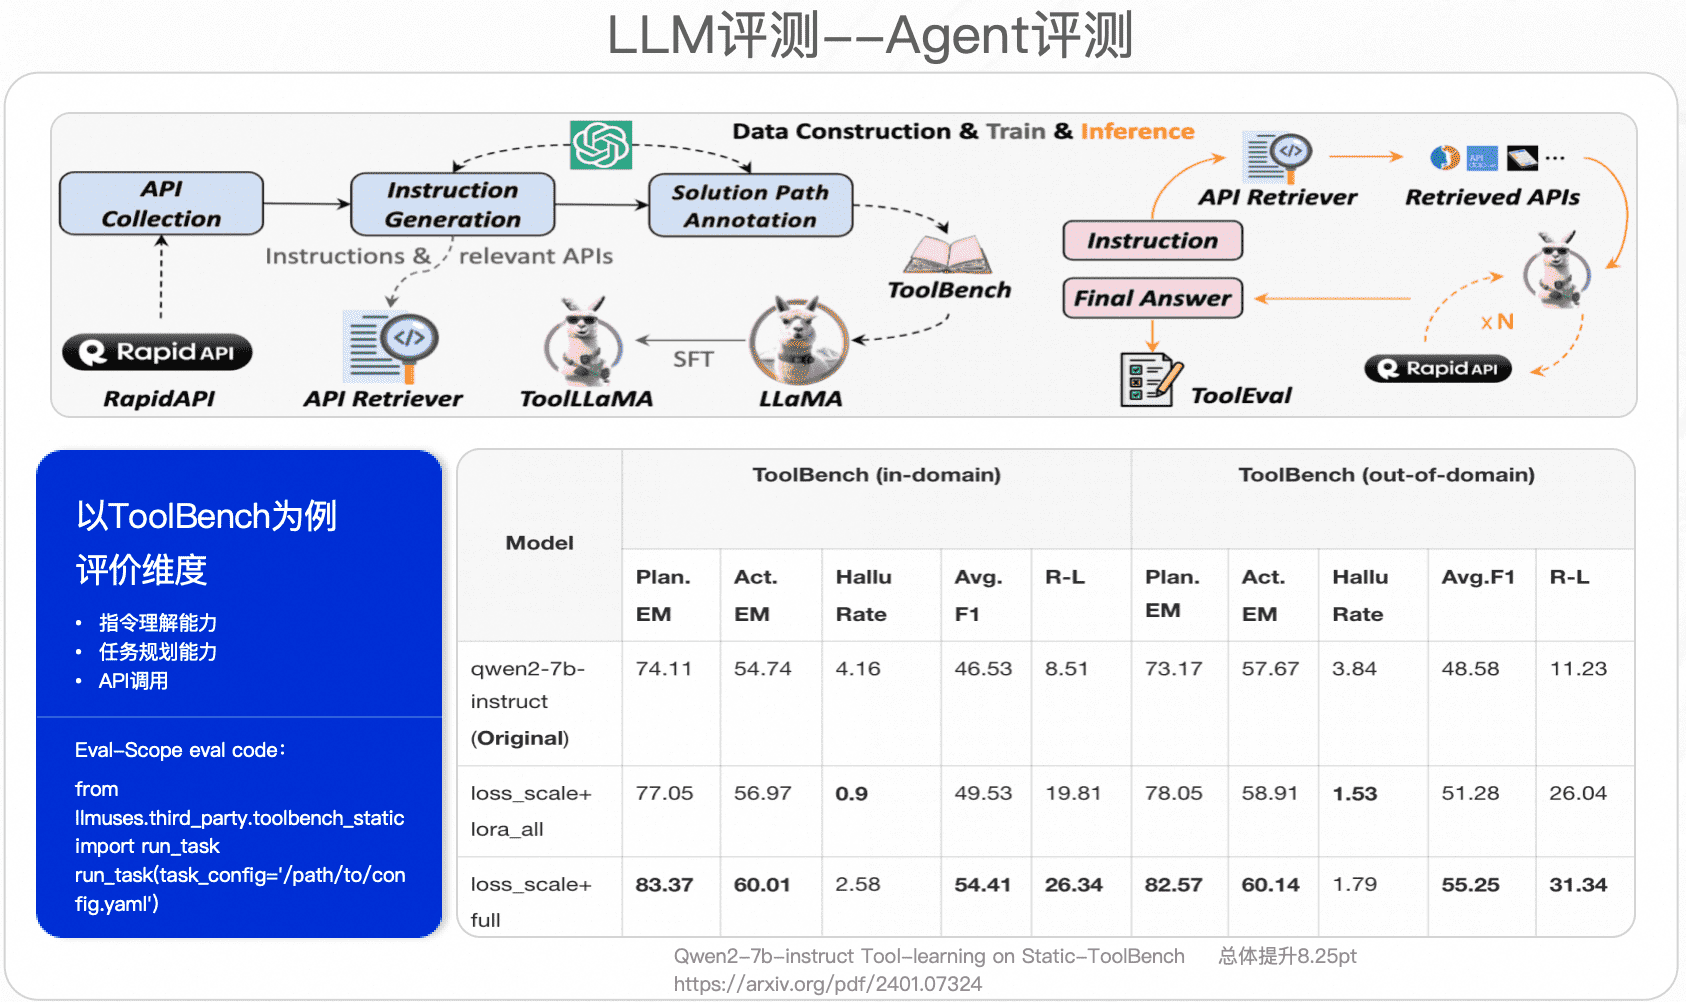 LLM评测--Agent评测
Data Construction & Train & Inference
API
Collection
Instruction
Generation
Solution Path
Annotation
Instructions & relevant APIs
ToolBench
RapidAPI
RapidAPI
API Retriever
ToolLLaMA
SFT
LLaMA
API Retriever
Retrieved APIs
...
Instruction
Final Answer
x N
RapidAPI
ToolEval
以ToolBench为例
评价维度
• 指令理解能力
• 任务规划能力
• API调用
Eval-Scope eval code：
from
llmuses.third_party.toolbench_static
import run_task
run_task(task_config='/path/to/con
fig.yaml')
Model ToolBench (in-domain) ToolBench (out-of-domain)
Plan. Act. Hallu Avg. R-L Plan. Act. Hallu Avg.F1 R-L
EM EM Rate F1 EM EM Rate
qwen2-7b- 74.11 54.74 4.16 46.53 8.51 73.17 57.67 3.84 48.58 11.23
instruct
(Original)
loss_scale+ 77.05 56.97 0.9 49.53 19.81 78.05 58.91 1.53 51.28 26.04
lora_all
loss_scale+ 83.37 60.01 2.58 54.41 26.34 82.57 60.14 1.79 55.25 31.34
full
Qwen2-7b-instruct Tool-learning on Static-ToolBench 总体提升8.25pt
https://arxiv.org/pdf/2401.07324